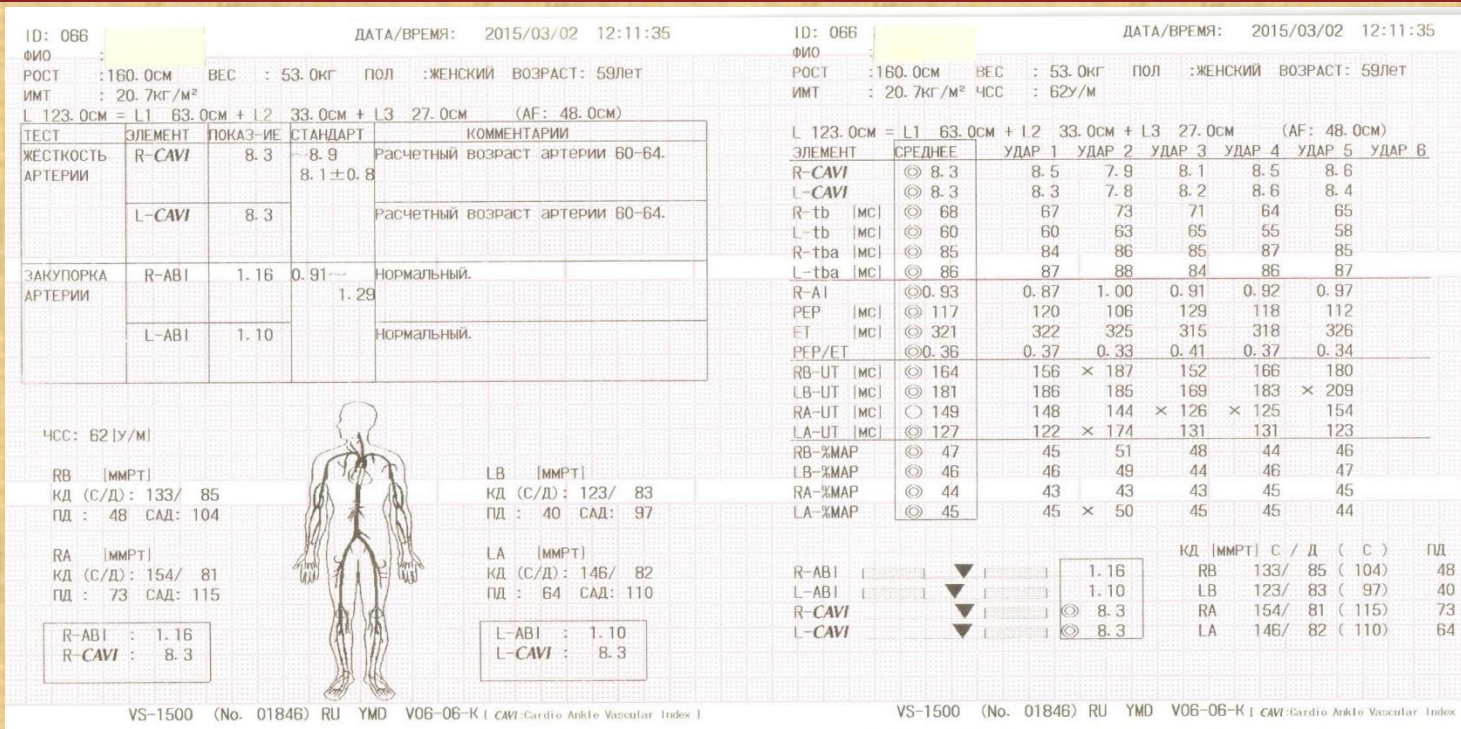 ID: 066 ДАТА/ВРЕМЯ: 2015/03/02 12:11:35
ФИО :
РОСТ :160.0СМ ВЕС : 53.0КГ ПОЛ :ЖЕНСКИЙ ВОЗРАСТ: 59Лет
ИМТ : 20.7КГ/М²
L 123.0СМ = L1 63.0СМ + L2 33.0СМ + L3 27.0СМ (AF: 48.0СМ)
ТЕСТ ЭЛЕМЕНТ ПОКАЗ-ИЕ СТАНДАРТ КОММЕНТАРИИ
ЖЁСТКОСТЬ R-CAVI 8.3 ~8.9 Расчетный возраст артерии 60-64.
АРТЕРИИ 8.1±0.8
L-CAVI 8.3 Расчетный возраст артерии 60-64.
ЗАКУПОРКА R-ABI 1.16 0.91~ Нормальный.
АРТЕРИИ 1.29
L-ABI 1.10 Нормальный.
ЧСС: 62|У/М|
RB |ММРТ|
КД (С/Д): 133/ 85
ПД : 48 САД: 104
LB |ММРТ|
КД (С/Д): 123/ 83
ПД : 40 САД: 97
RA |ММРТ|
КД (С/Д): 154/ 81
ПД : 73 САД: 115
LA |ММРТ|
КД (С/Д): 146/ 82
ПД : 64 САД: 110
R-ABI : 1.16
R-CAVI : 8.3
L-ABI : 1.10
L-CAVI : 8.3
VS-1500 (No. 01846) RU YMD V06-06-K [ CAVI:Cardio Ankle Vascular Index ]
ID: 066 ДАТА/ВРЕМЯ: 2015/03/02 12:11:35
ФИО :
РОСТ :160.0СМ ВЕС : 53.0КГ ПОЛ :ЖЕНСКИЙ ВОЗРАСТ: 59Лет
ИМТ : 20.7КГ/М² ЧСС : 62У/М
L 123.0СМ = L1 63.0СМ + L2 33.0СМ + L3 27.0СМ (AF: 48.0СМ)
ЭЛЕМЕНТ СРЕДНЕЕ УДАР 1 УДАР 2 УДАР 3 УДАР 4 УДАР 5 УДАР 6
R-CAVI ◎ 8.3 8.5 7.9 8.1 8.5 8.6
L-CAVI ◎ 8.3 8.3 7.8 8.2 8.6 8.4
R-tb |МС| ◎ 68 67 73 71 64 65
L-tb |МС| ◎ 60 60 63 65 55 58
R-tba |МС| ◎ 85 84 86 85 87 85
L-tba |МС| ◎ 86 87 88 84 86 87
R-AI ◎0.93 0.87 1.00 0.91 0.92 0.97
PEP |МС| ◎ 117 120 106 129 118 112
ET |МС| ◎ 321 322 325 315 318 326
PEP/ET ◎0.36 0.37 0.33 0.41 0.37 0.34
RB-UT |МС| ◎ 164 156 × 187 152 166 180
LB-UT |МС| ◎ 181 186 185 169 183 × 209
RA-UT |МС| ○ 149 148 144 × 126 × 125 154
LA-UT |МС| ◎ 127 122 × 174 131 131 123
RB-%MAP ◎ 47 45 51 48 44 46
LB-%MAP ◎ 46 46 49 44 46 47
RA-%MAP ◎ 44 43 43 43 45 45
LA-%MAP ◎ 45 45 × 50 45 45 44
КД |ММРТ| С / Д ( С ) ПД
R-ABI 1.16 RB 133/ 85 ( 104) 48
L-ABI 1.10 LB 123/ 83 ( 97) 40
R-CAVI ◎ 8.3 RA 154/ 81 ( 115) 73
L-CAVI ◎ 8.3 LA 146/ 82 ( 110) 64
VS-1500 (No. 01846) RU YMD V06-06-K [ CAVI:Cardio Ankle Vascular Index